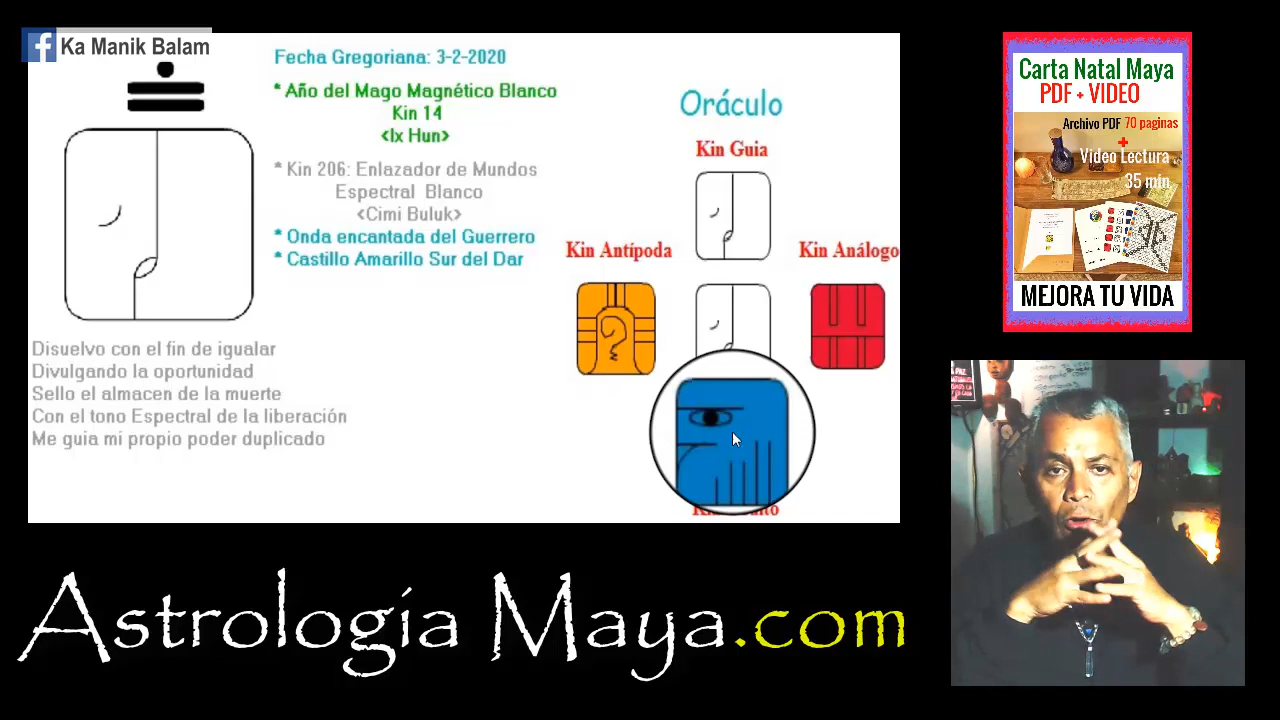 Ka Manik Balam
Fecha Gregoriana: 3-2-2020
* Año del Mago Magnético Blanco
Kin 14
<Ix Hun>
* Kin 206: Enlazador de Mundos
Espectral Blanco
<Cimi Buluk>
* Onda encantada del Guerrero
* Castillo Amarillo Sur del Dar
Disuelvo con el fin de igualar
Divulgando la oportunidad
Sello el almacen de la muerte
Con el tono Espectral de la liberación
Me guia mi propio poder duplicado
Oráculo
Kin Guia
Kin Antípoda
Kin Análogo
Carta Natal Maya
PDF + VIDEO
Archivo PDF 70 paginas
+
Video Lectura
35 min.
MEJORA TU VIDA
Astrología Maya.com